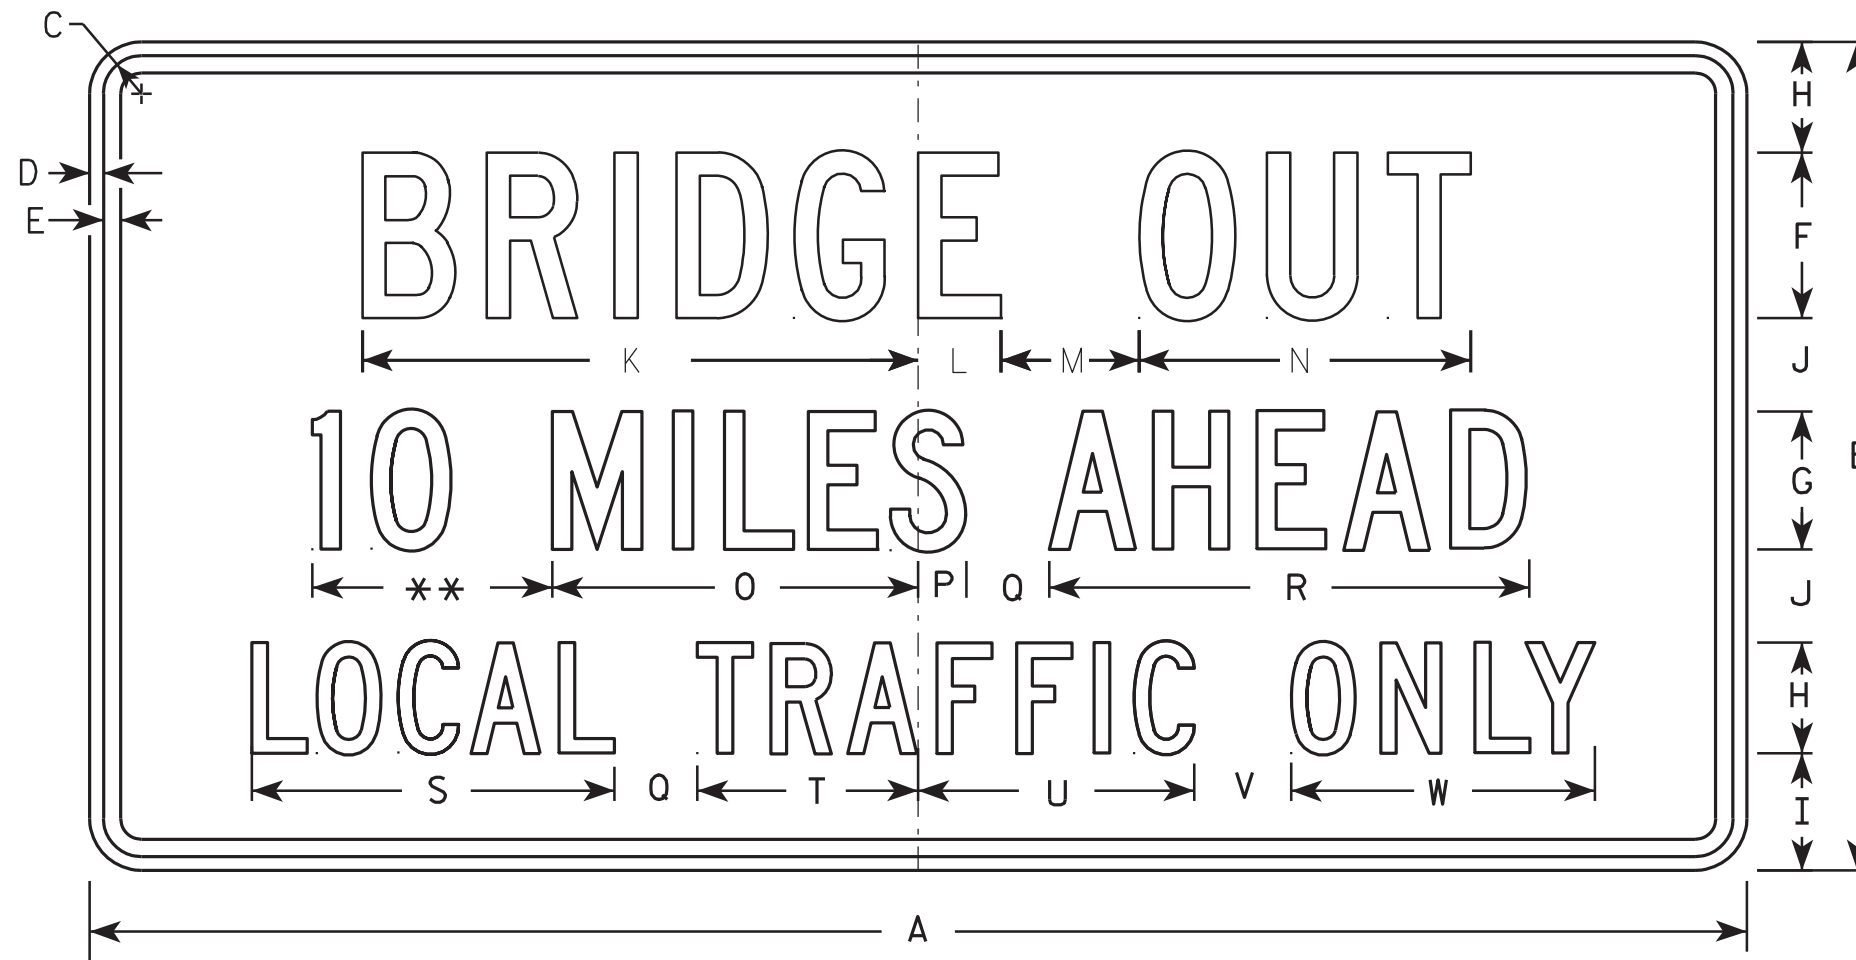 C
H
BRIDGE OUT
D
E
F
K L M N J
10 MILES AHEAD
G
** O P Q R J
LOCAL TRAFFIC ONLY
H
S Q T U V W I
A